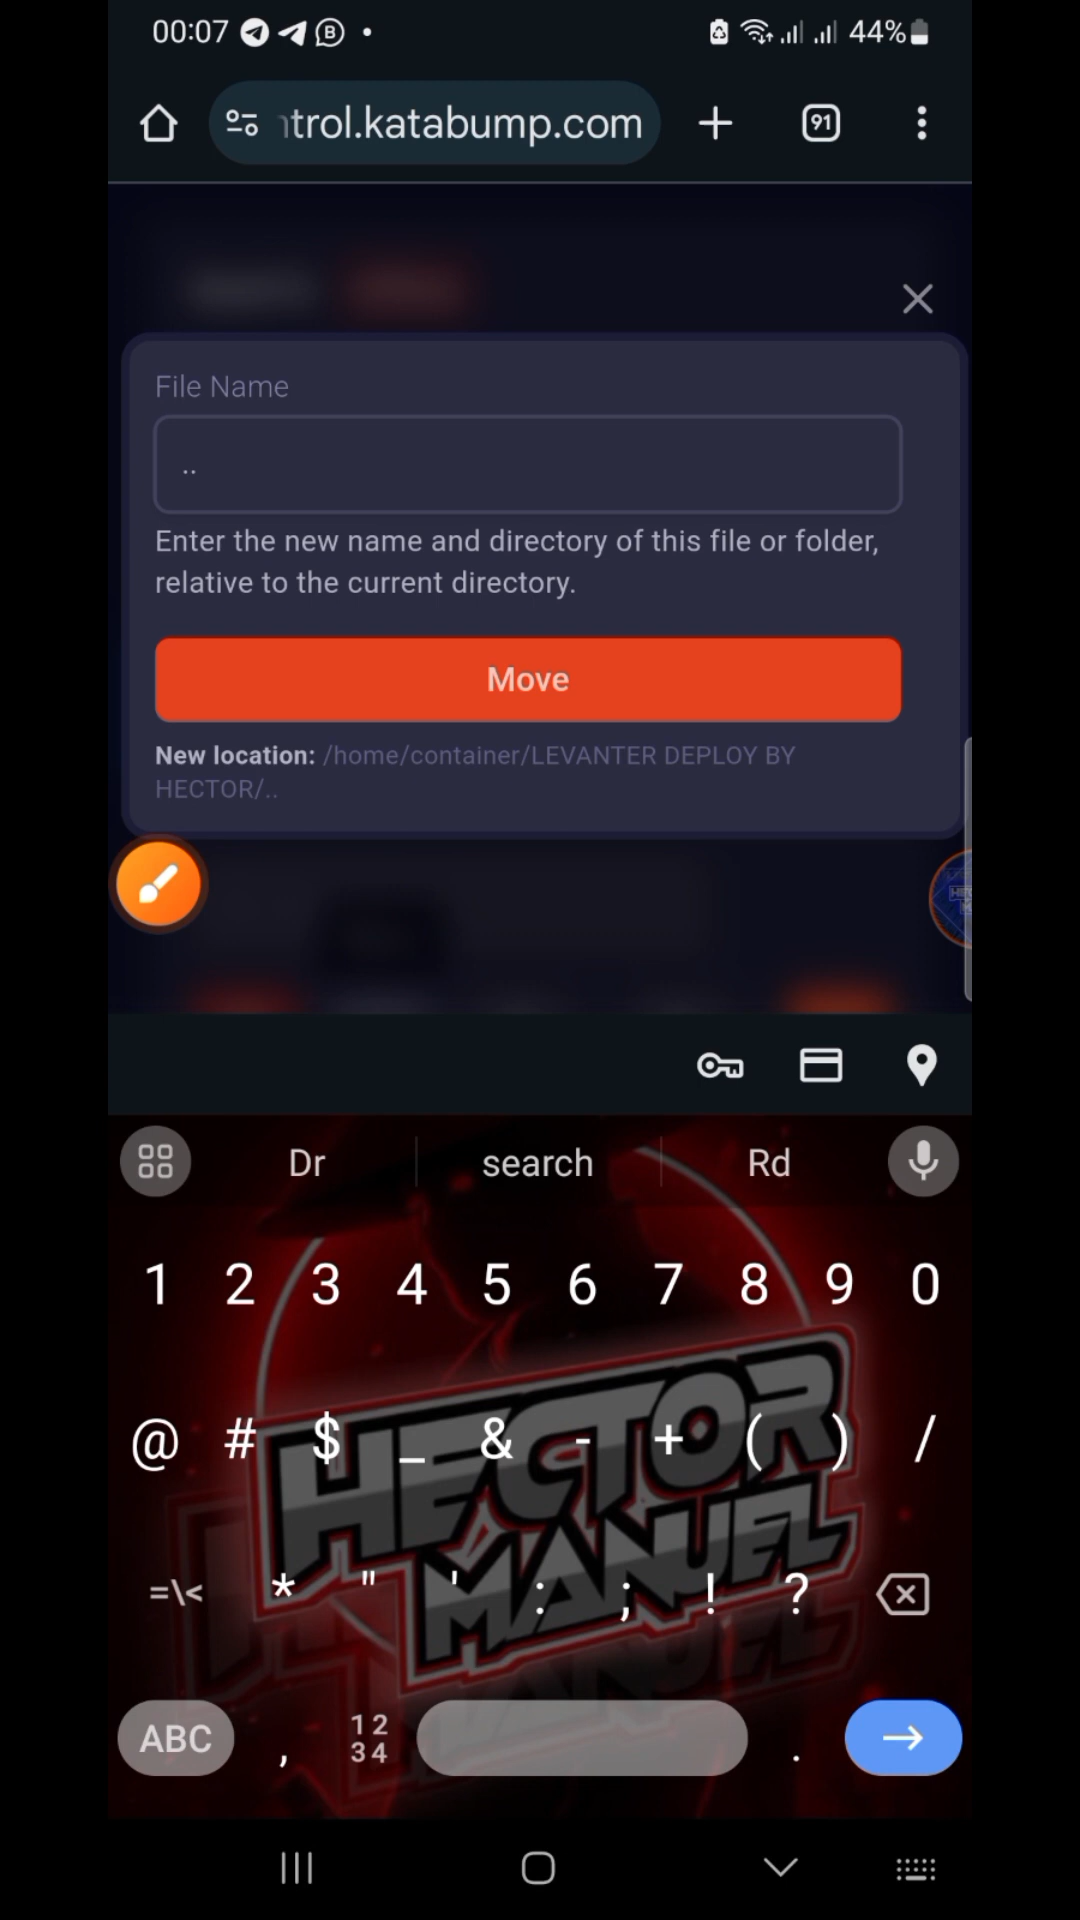 00:07 44%
ntrol.katabump.com 91
File Name
..
Enter the new name and directory of this file or folder,
relative to the current directory.
Move
New location: /home/container/LEVANTER DEPLOY BY
HECTOR/..
Dr search Rd
1 2 3 4 5 6 7 8 9 0
@ # $ _ & - + ( ) /
HECTOR
MANUEL
=\< * " ' : ; ! ?
ABC , 12 .
34